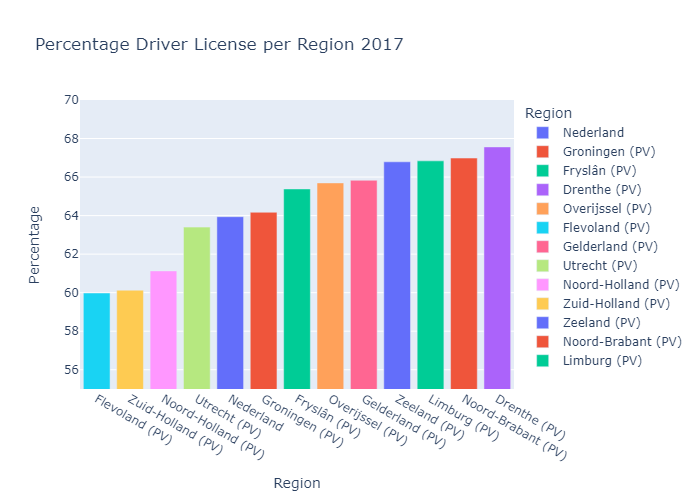 Percentage Driver License per Region 2017
70
68
66
64
62
60
58
56
Percentage
Flevoland (PV)
Zuid-Holland (PV)
Noord-Holland (PV)
Utrecht (PV)
Nederland
Groningen (PV)
Fryslân (PV)
Overijssel (PV)
Gelderland (PV)
Zeeland (PV)
Limburg (PV)
Noord-Brabant (PV)
Drenthe (PV)
Region
Region
Nederland
Groningen (PV)
Fryslân (PV)
Drenthe (PV)
Overijssel (PV)
Flevoland (PV)
Gelderland (PV)
Utrecht (PV)
Noord-Holland (PV)
Zuid-Holland (PV)
Zeeland (PV)
Noord-Brabant (PV)
Limburg (PV)